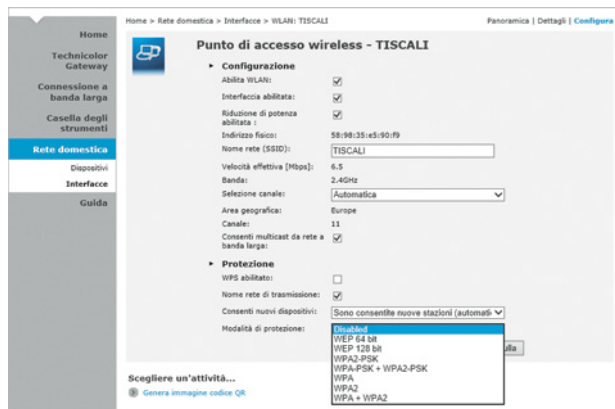 Home > Rete domestica > Interfacce > WLAN: TISCALI
Panoramica | Dettagli | Configura
Home
Technicolor
Gateway
Connessione a
banda larga
Casella degli
strumenti
Rete domestica
Dispositivi
Interfacce
Guida
Punto di accesso wireless - TISCALI
Configurazione
Abilita WLAN:
Interfaccia abilitata:
Riduzione di potenza
abilitata :
Indirizzo fisico: 58:98:35:e5:90:f9
Nome rete (SSID): TISCALI
Velocità effettiva [Mbps]: 6.5
Banda: 2.4GHz
Selezione canale: Automatica
Area geografica: Europe
Canale: 11
Consenti multicast da rete a
banda larga:
Protezione
WPS abilitato:
Nome rete di trasmissione:
Consenti nuovi dispositivi: Sono consentite nuove stazioni (automati
Modalità di protezione: Disabled
WEP 64 bit
WEP 128 bit
WPA2-PSK
WPA-PSK + WPA2-PSK
WPA
WPA2
WPA + WPA2
ulla
Scegliere un'attività...
Genera immagine codice QR